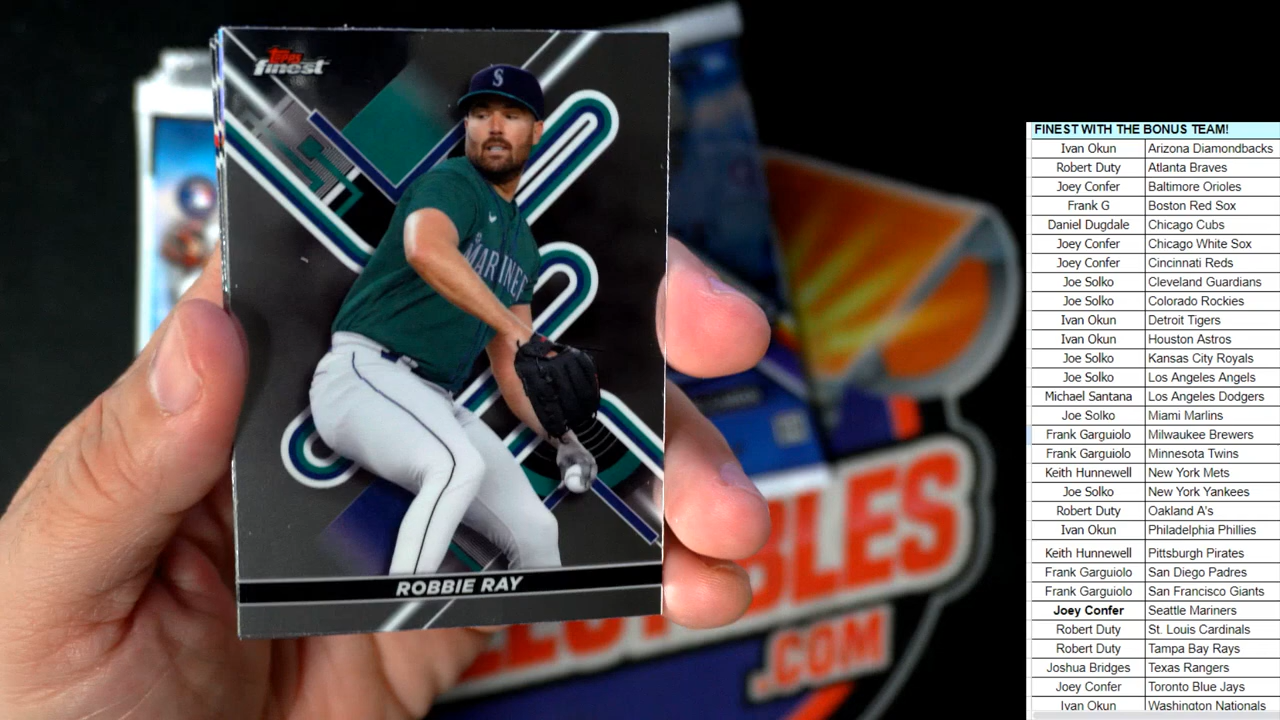 TOPPS
finest
S
MARINE
ROBBIE RAY
BLES
.COM
FINEST WITH THE BONUS TEAM!
Ivan Okun Arizona Diamondbacks
Robert Duty Atlanta Braves
Joey Confer Baltimore Orioles
Frank G Boston Red Sox
Daniel Dugdale Chicago Cubs
Joey Confer Chicago White Sox
Joey Confer Cincinnati Reds
Joe Solko Cleveland Guardians
Joe Solko Colorado Rockies
Ivan Okun Detroit Tigers
Ivan Okun Houston Astros
Joe Solko Kansas City Royals
Joe Solko Los Angeles Angels
Michael Santana Los Angeles Dodgers
Joe Solko Miami Marlins
Frank Garguiolo Milwaukee Brewers
Frank Garguiolo Minnesota Twins
Keith Hunnewell New York Mets
Joe Solko New York Yankees
Robert Duty Oakland A's
Ivan Okun Philadelphia Phillies
Keith Hunnewell Pittsburgh Pirates
Frank Garguiolo San Diego Padres
Frank Garguiolo San Francisco Giants
Joey Confer Seattle Mariners
Robert Duty St. Louis Cardinals
Robert Duty Tampa Bay Rays
Joshua Bridges Texas Rangers
Joey Confer Toronto Blue Jays
Ivan Okun Washington Nationals